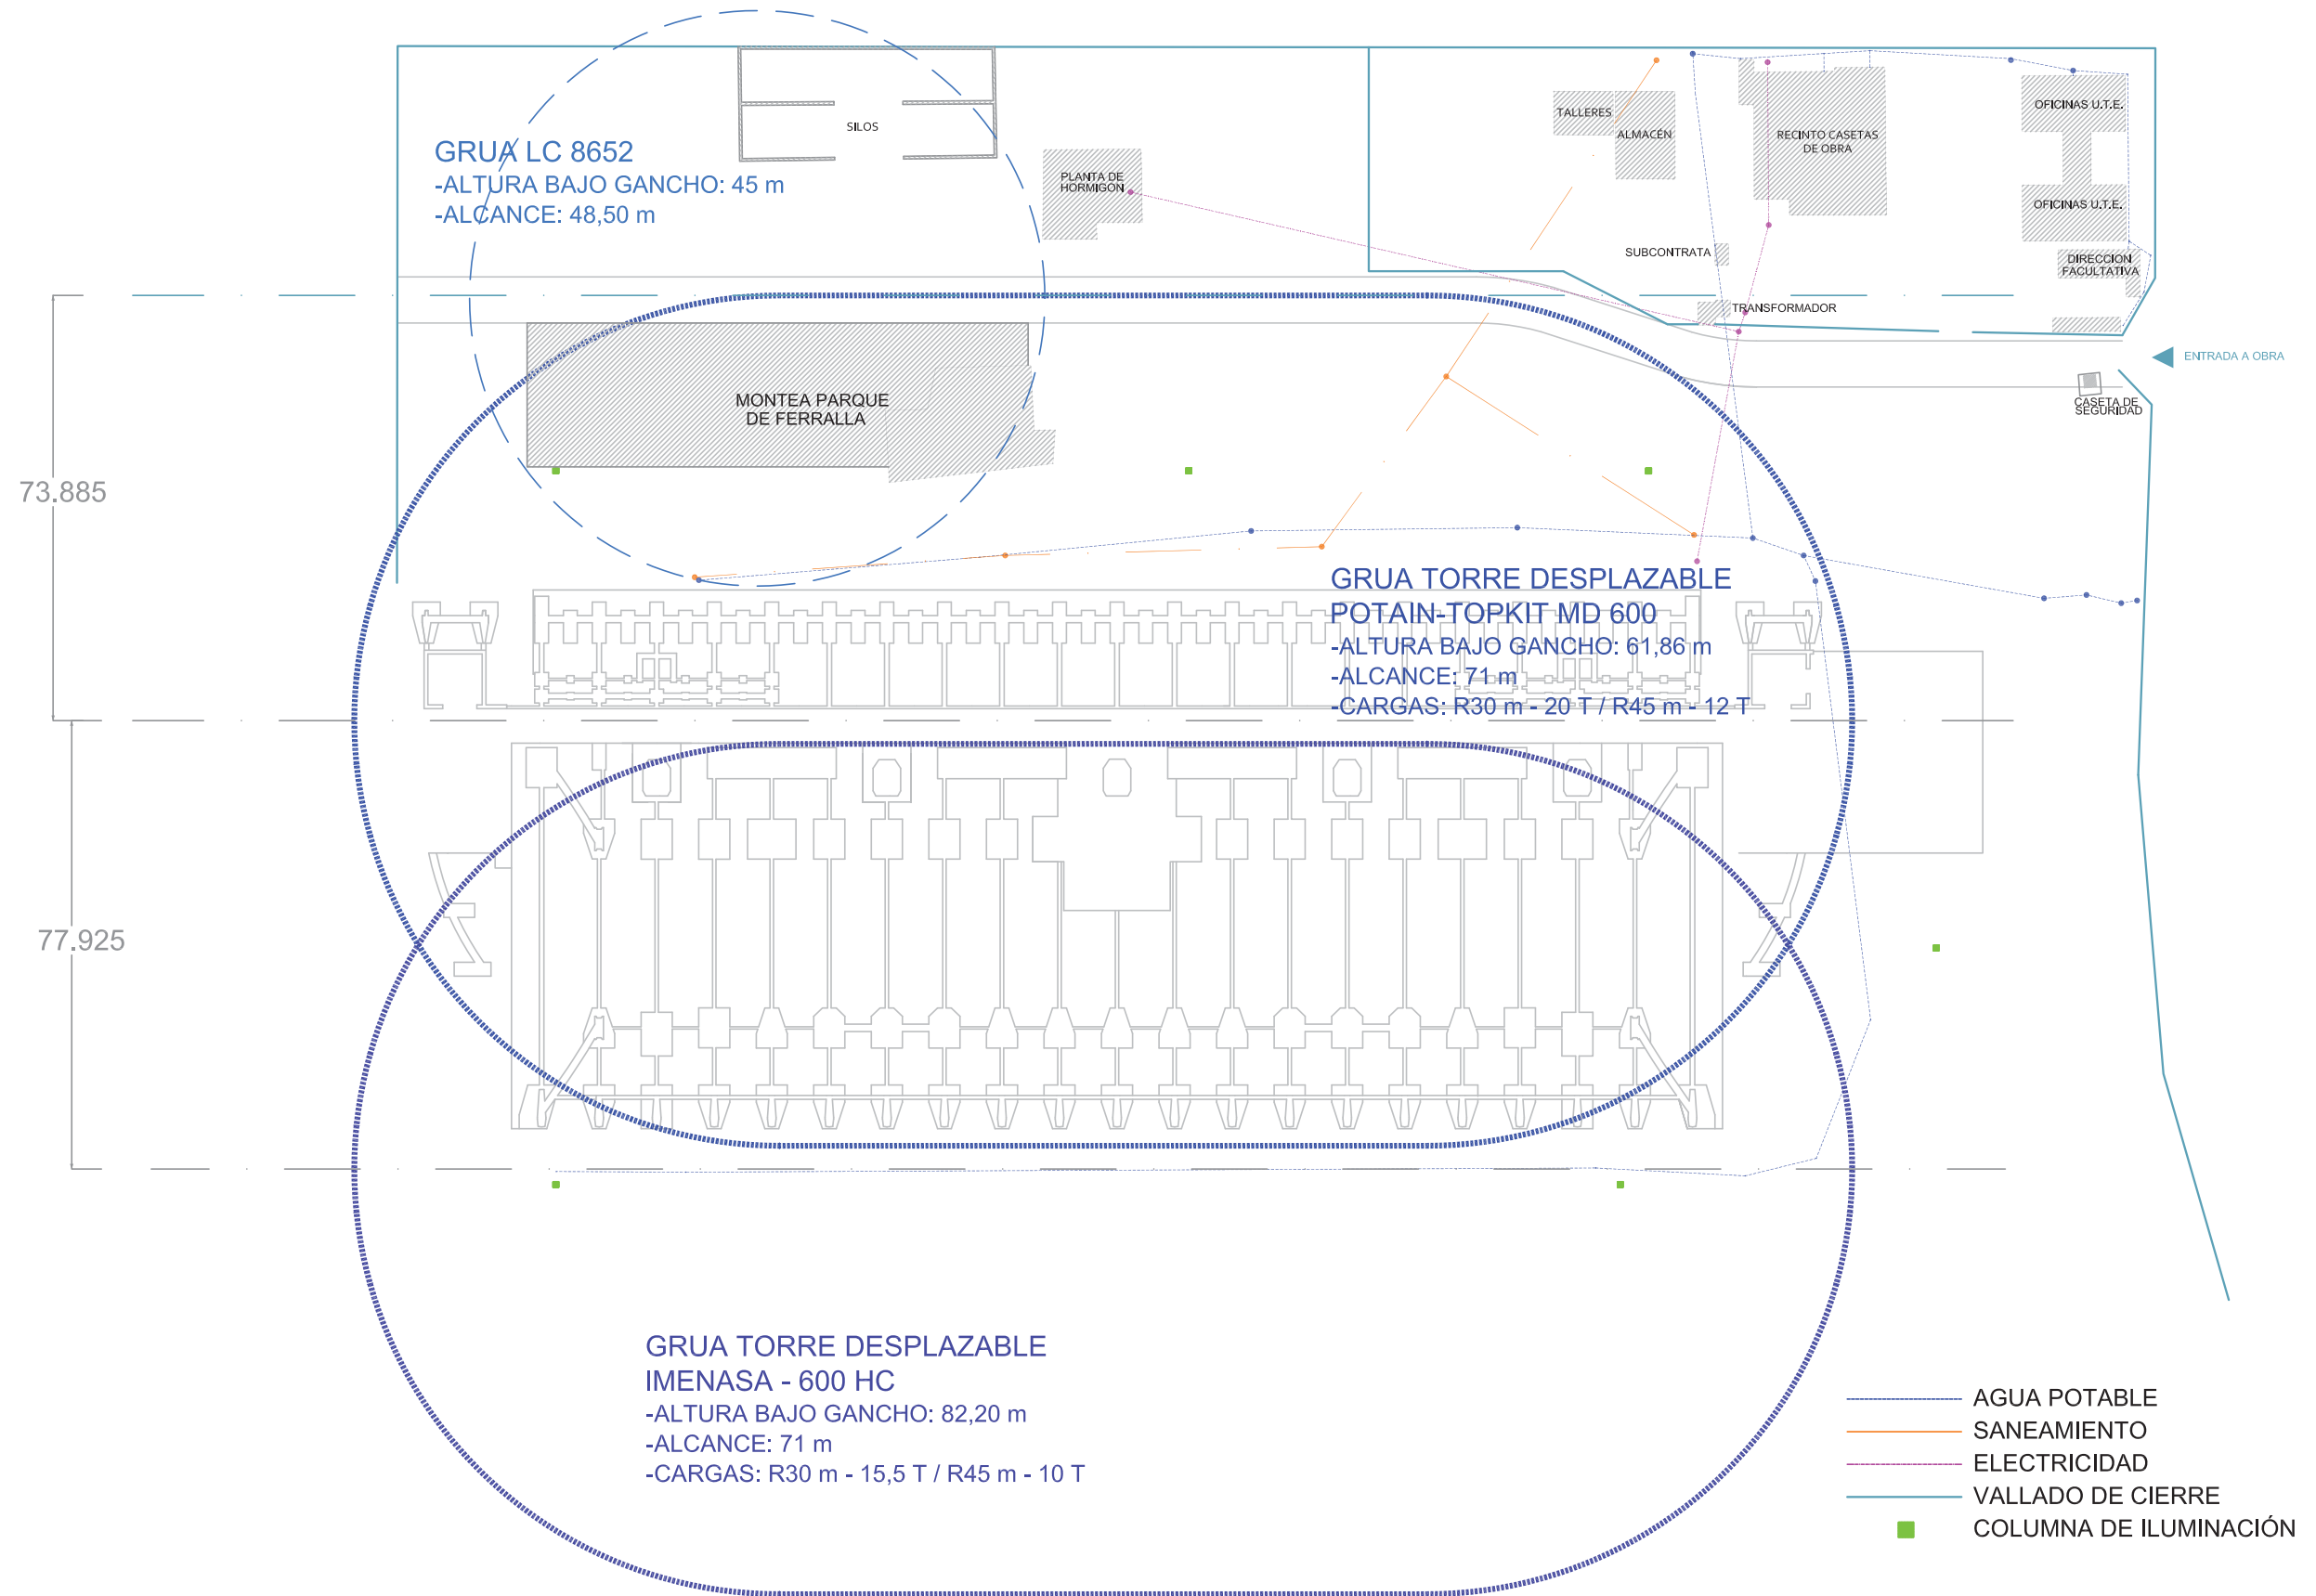 SILOS
GRUA LC 8652
-ALTURA BAJO GANCHO: 45 m
-ALCANCE: 48,50 m
PLANTA DE
HORMIGON
TALLERES
ALMACÉN
RECINTO CASETAS
DE OBRA
OFICINAS U.T.E.
OFICINAS U.T.E.
SUBCONTRATA
DIRECCION
FACULTATIVA
TRANSFORMADOR
ENTRADA A OBRA
CASETA DE
SEGURIDAD
MONTEA PARQUE
DE FERRALLA
73.885
GRUA TORRE DESPLAZABLE
POTAIN-TOPKIT MD 600
-ALTURA BAJO GANCHO: 61,86 m
-ALCANCE: 71 m
-CARGAS: R30 m - 20 T / R45 m - 12 T
77.925
GRUA TORRE DESPLAZABLE
IMENASA - 600 HC
-ALTURA BAJO GANCHO: 82,20 m
-ALCANCE: 71 m
-CARGAS: R30 m - 15,5 T / R45 m - 10 T
AGUA POTABLE
SANEAMIENTO
ELECTRICIDAD
VALLADO DE CIERRE
COLUMNA DE ILUMINACIÓN